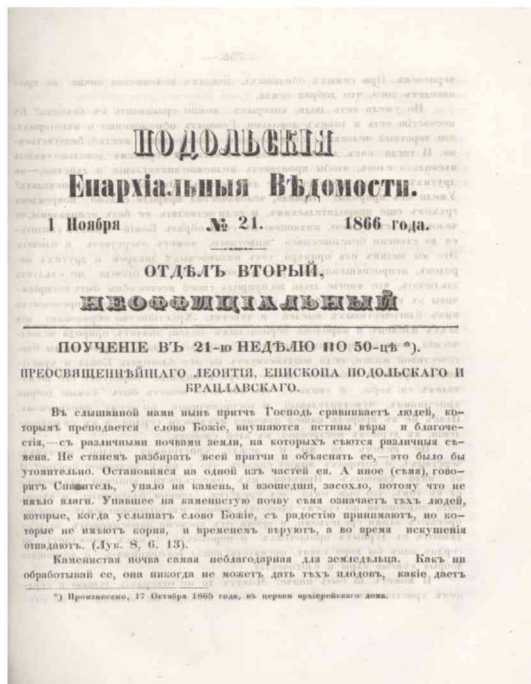 ПОДОЛЬСКІЯ
Епархіальныя Вѣдомости.
1 Ноября № 21. 1866 года.
ОТДѢЛЪ ВТОРЫЙ,
НЕОФФИЦІАЛЬНЫЙ
ПОУЧЕНІЕ ВЪ 21-ю НЕДѢЛЮ ПО 50-цѣ *).
ПРЕОСВЯЩЕННѢЙШАГО ЛЕОНТІЯ, ЕПИСКОПА ПОДОЛЬСКАГО И
БРАЦЛАВСКАГО.
Въ слышанной нами нынѣ притчѣ Господь сравниваетъ людей, ко-
торымъ преподается слово Божіе, внушаются истины вѣры и благоче-
стія,—съ различными почвами земли, на которыхъ сѣются различныя сѣ-
мена. Не станемъ разбирать всей притчи и объяснять ее,—это было бы
утомительно. Остановимся на одной изъ частей ея. А иное (сѣмя), гово-
ритъ Спаситель, упало на камень, и взошедши, засохло, потому что не
имѣло влаги. Упавшее на каменистую почву сѣмя означаетъ тѣхъ людей,
которые, когда услышатъ слово Божіе, съ радостію принимаютъ, но ко-
торые не имѣютъ корня, и временемъ вѣруютъ, а во время искушенія
отпадаютъ. (Лук. 8, 6. 13).
Каменистая почва самая неблагодарная для земледѣльца. Какъ ни
обработывай ее, она никогда не можетъ дать тѣхъ плодовъ, какіе даетъ
*) Произнесено, 17 Октября 1865 года, въ церкви архіерейскаго дома.